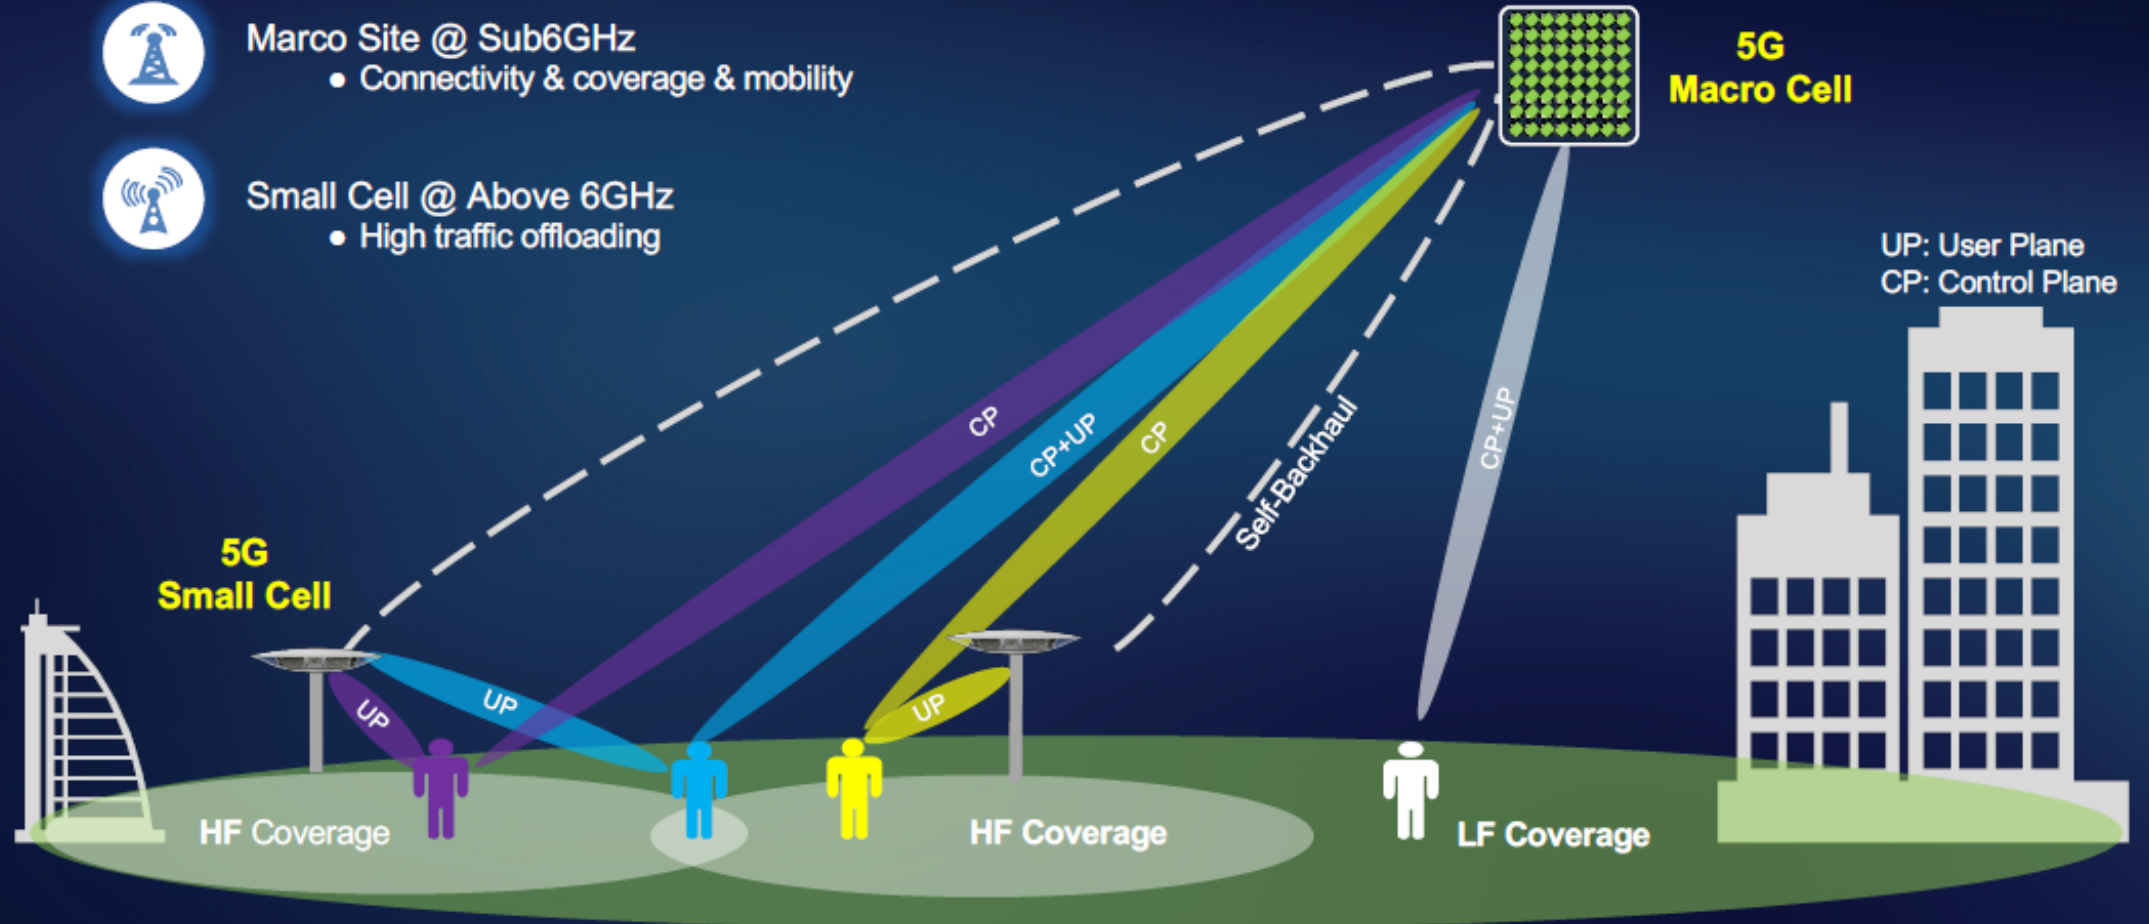 Marco Site @ Sub6GHz
● Connectivity & coverage & mobility
Small Cell @ Above 6GHz
● High traffic offloading
5G
Macro Cell
UP: User Plane
CP: Control Plane
CP
CP+UP
CP
Self-Backhaul
CP+UP
5G
Small Cell
UP
UP
UP
HF Coverage
HF Coverage
LF Coverage